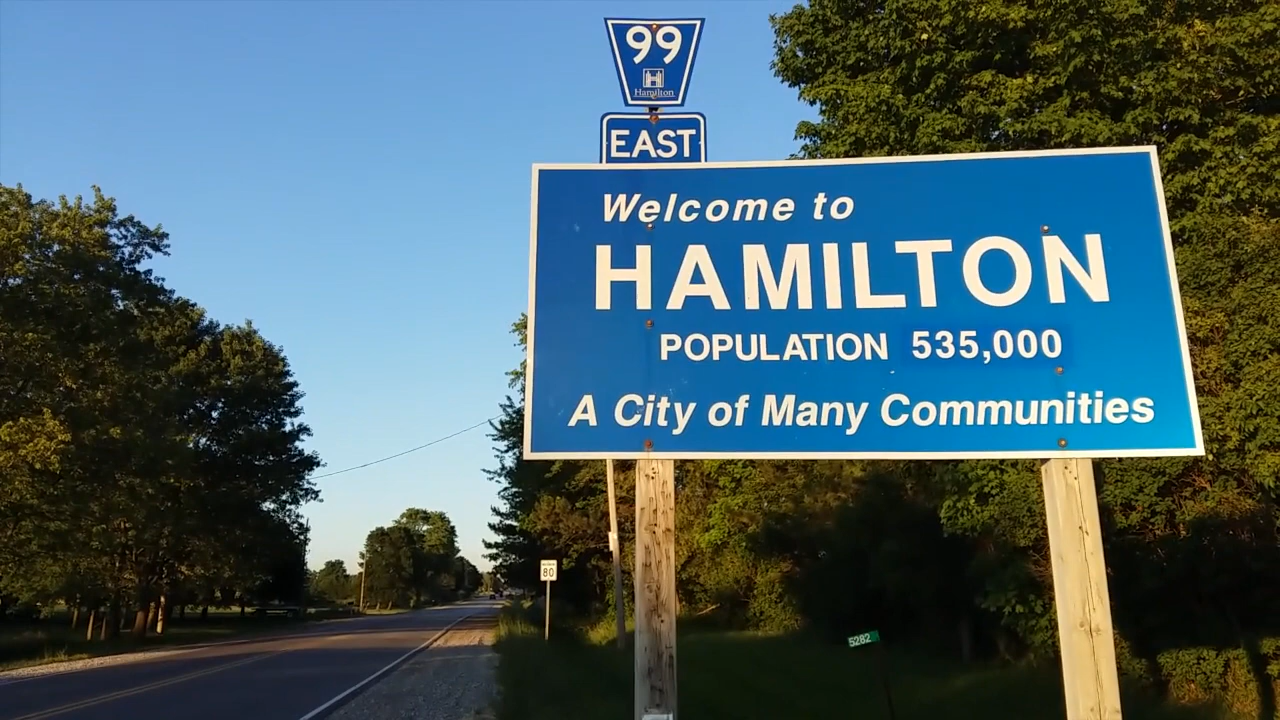 99
Hamilton
EAST
Welcome to
HAMILTON
POPULATION 535,000
A City of Many Communities
80
5282